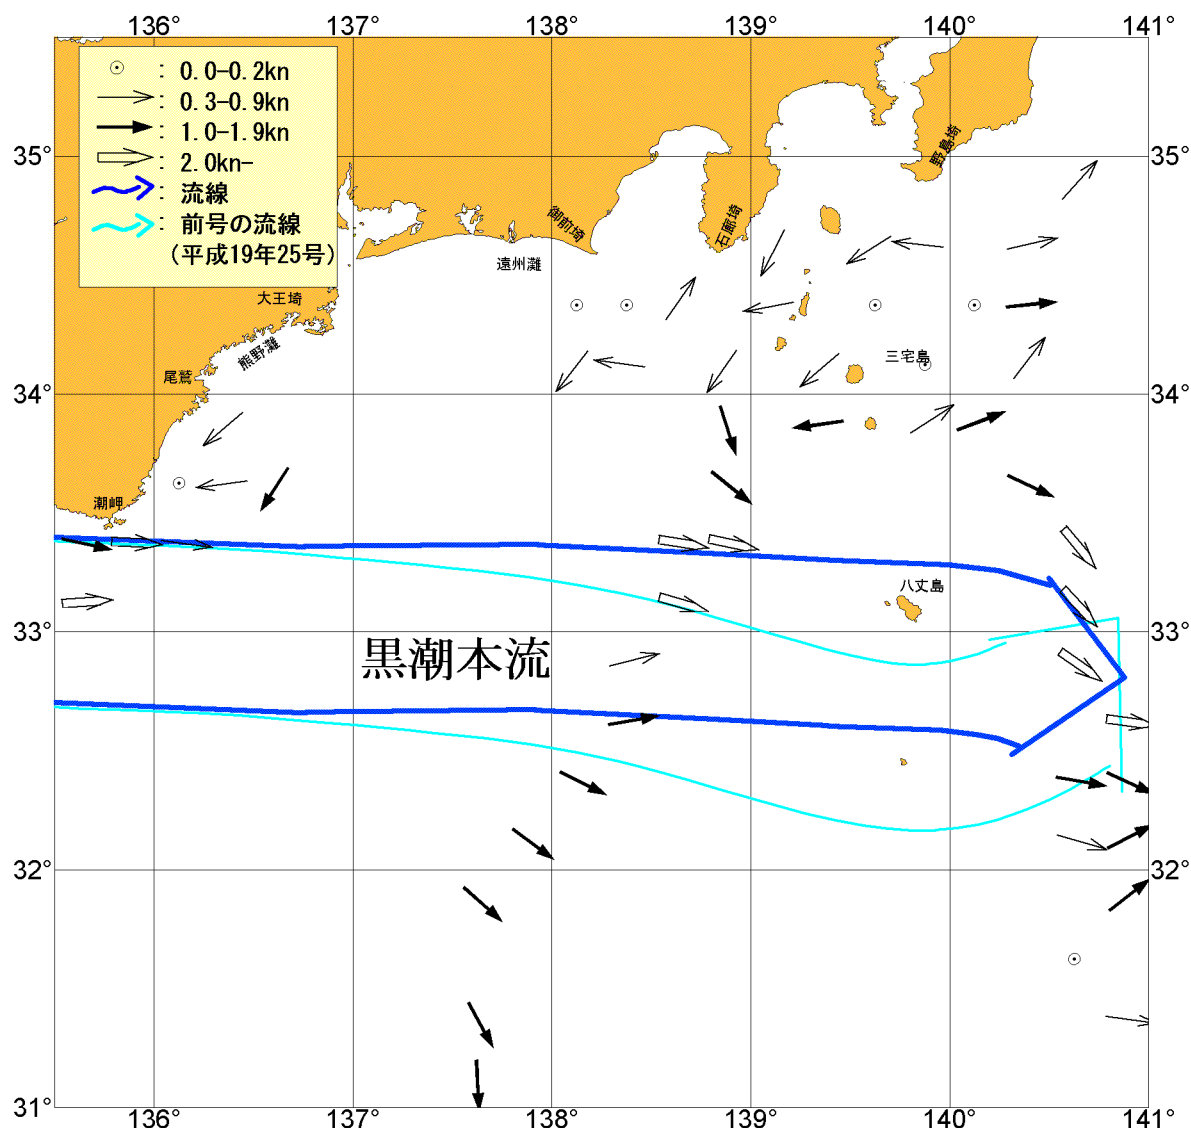 136° 137° 138° 139° 140° 141°
: 0.0-0.2kn
: 0.3-0.9kn
: 1.0-1.9kn
: 2.0kn-
: 流線
: 前号の流線
(平成19年25号)
35° 35°
野島埼
石廊埼
御前埼
遠州灘
大王埼
熊野灘
三宅島
尾鷲
34° 34°
潮岬
八丈島
33° 33°
黒潮本流
32° 32°
31° 31°
136° 137° 138° 139° 140° 141°